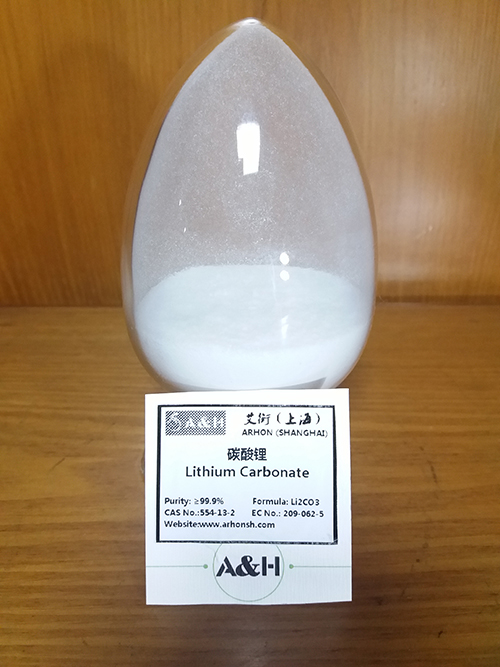 A&H 艾衔（上海）
ARHON (SHANGHAI)
碳酸锂
Lithium Carbonate
Purity: ≥99.9% Formula: Li2CO3
CAS No.:554-13-2 EC No.: 209-062-5
Website:www.arhonsh.com
A&H